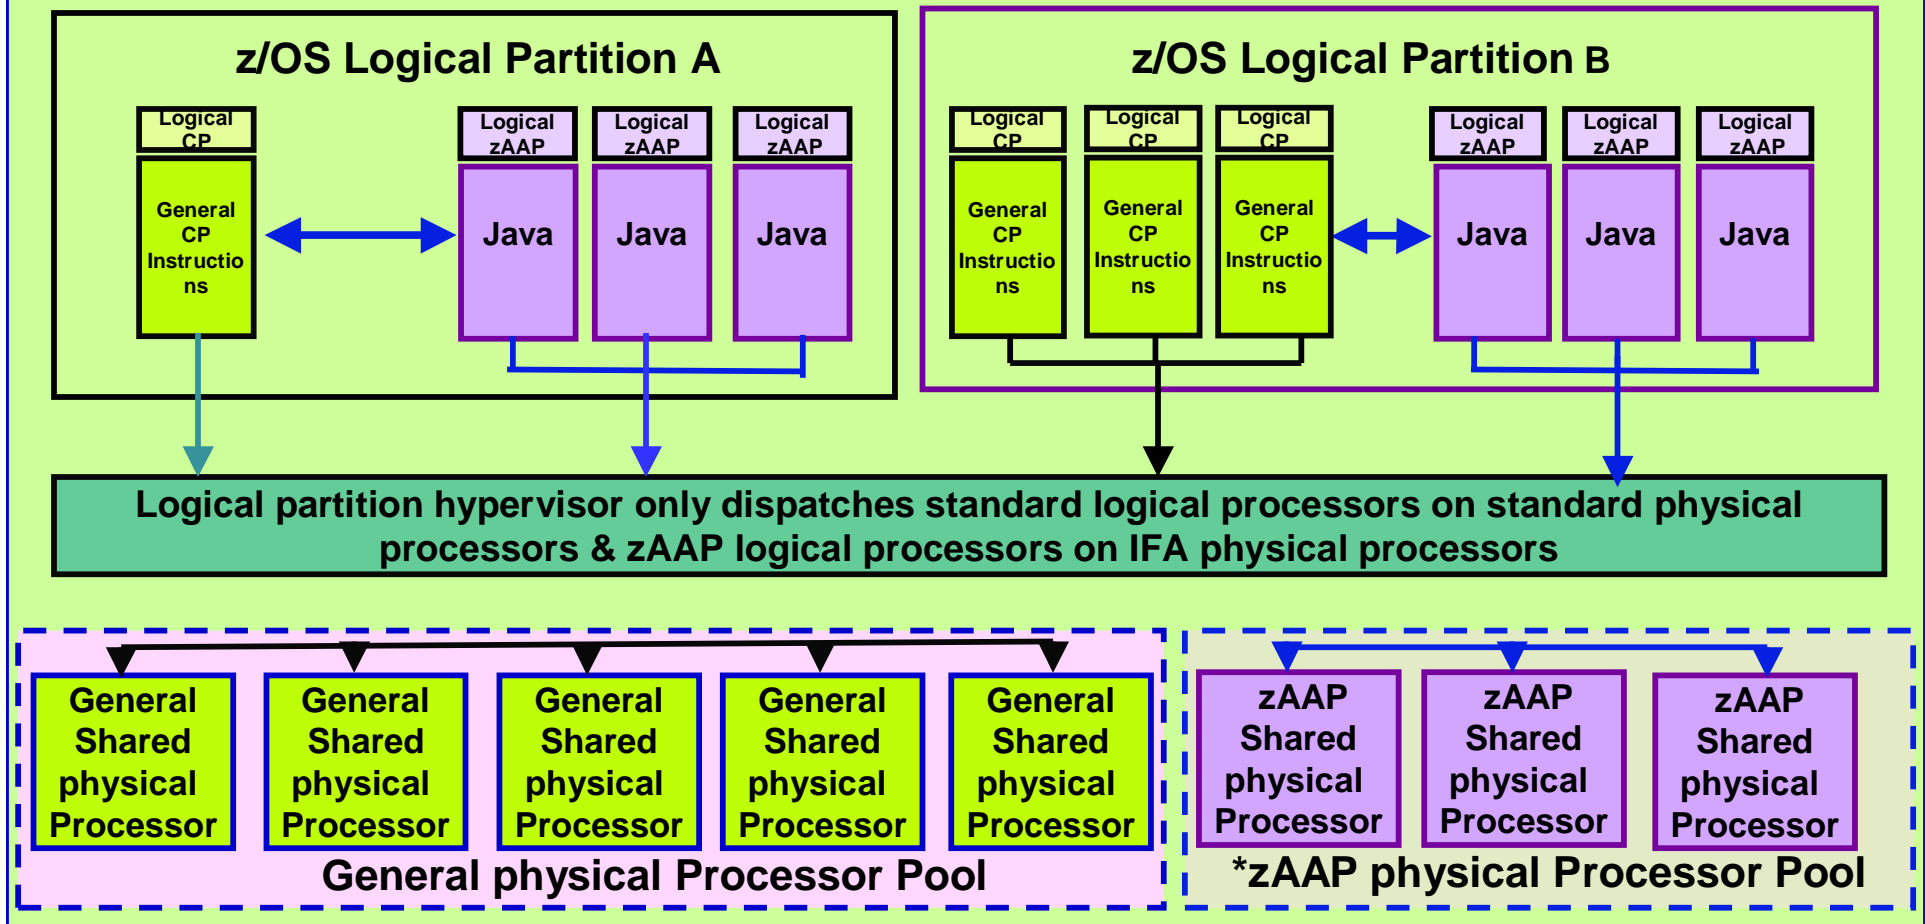 z/OS Logical Partition A
Logical
CP
General
CP
Instructio
ns
Logical
zAAP
Java
Logical
zAAP
Java
Logical
zAAP
Java
z/OS Logical Partition B
Logical
CP
General
CP
Instructio
ns
Logical
CP
General
CP
Instructio
ns
Logical
CP
General
CP
Instructio
ns
Logical
zAAP
Java
Logical
zAAP
Java
Logical
zAAP
Java
Logical partition hypervisor only dispatches standard logical processors on standard physical
processors & zAAP logical processors on IFA physical processors
General
Shared
physical
Processor
General
Shared
physical
Processor
General
Shared
physical
Processor
General
Shared
physical
Processor
General
Shared
physical
Processor
General physical Processor Pool
zAAP
Shared
physical
Processor
zAAP
Shared
physical
Processor
zAAP
Shared
physical
Processor
*zAAP physical Processor Pool